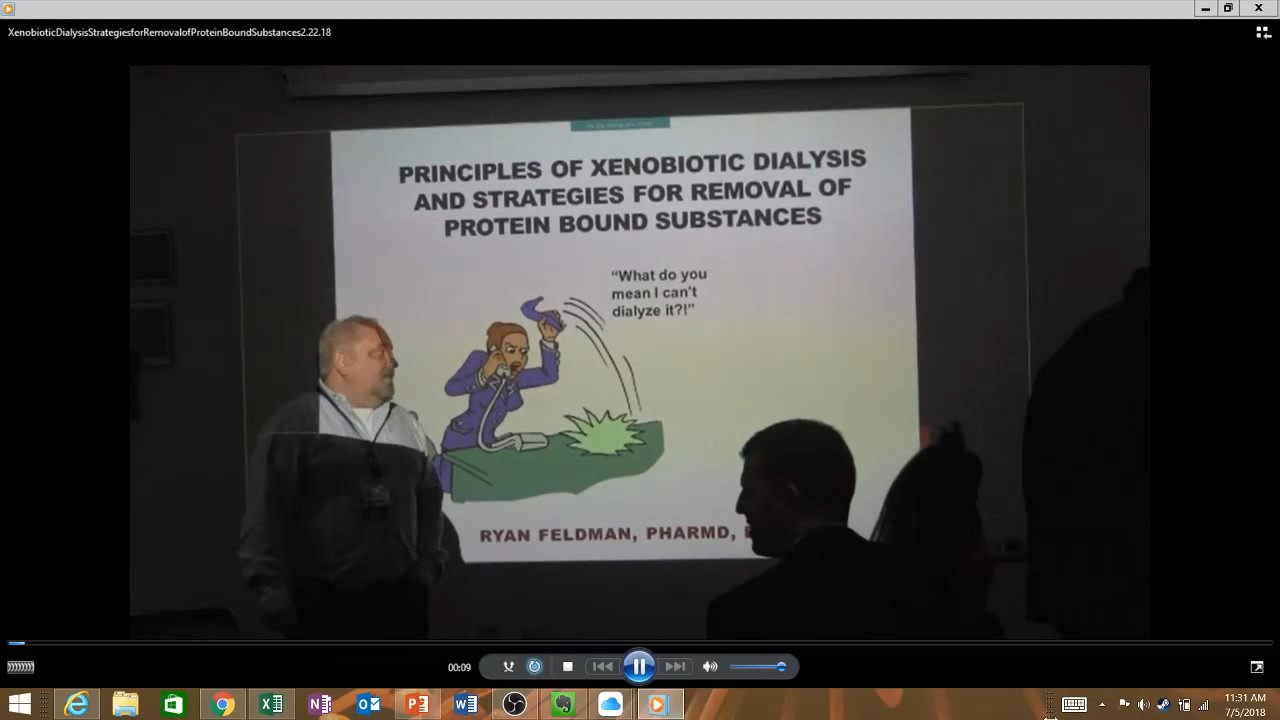 XenobioticDialysisStrategiesforRemovalofProteinBoundSubstances2.22.18
PRINCIPLES OF XENOBIOTIC DIALYSIS
AND STRATEGIES FOR REMOVAL OF
PROTEIN BOUND SUBSTANCES
“What do you
mean I can't
dialyze it?!”
RYAN FELDMAN, PHARMD,
00:09
11:31 AM
7/5/2018